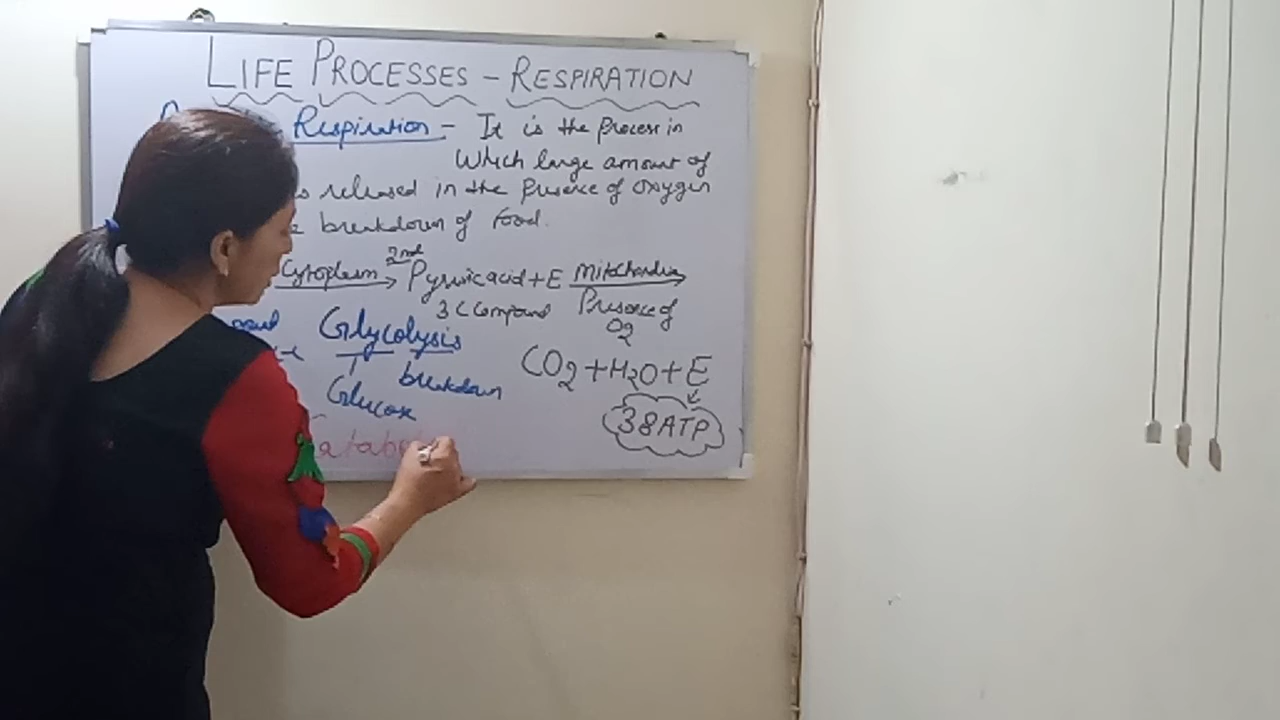 LIFE PROCESSES - RESPIRATION
Respiration - It is the process in
which large amount of
released in the presence of oxygen
breakdown of food.
Cytoplasm 2nd Pyruvic acid + E Mitochondria
3C Compound Presence of
O2
Glycolysis
CO2 + H2O + E
breakdown
Glucose
38ATP